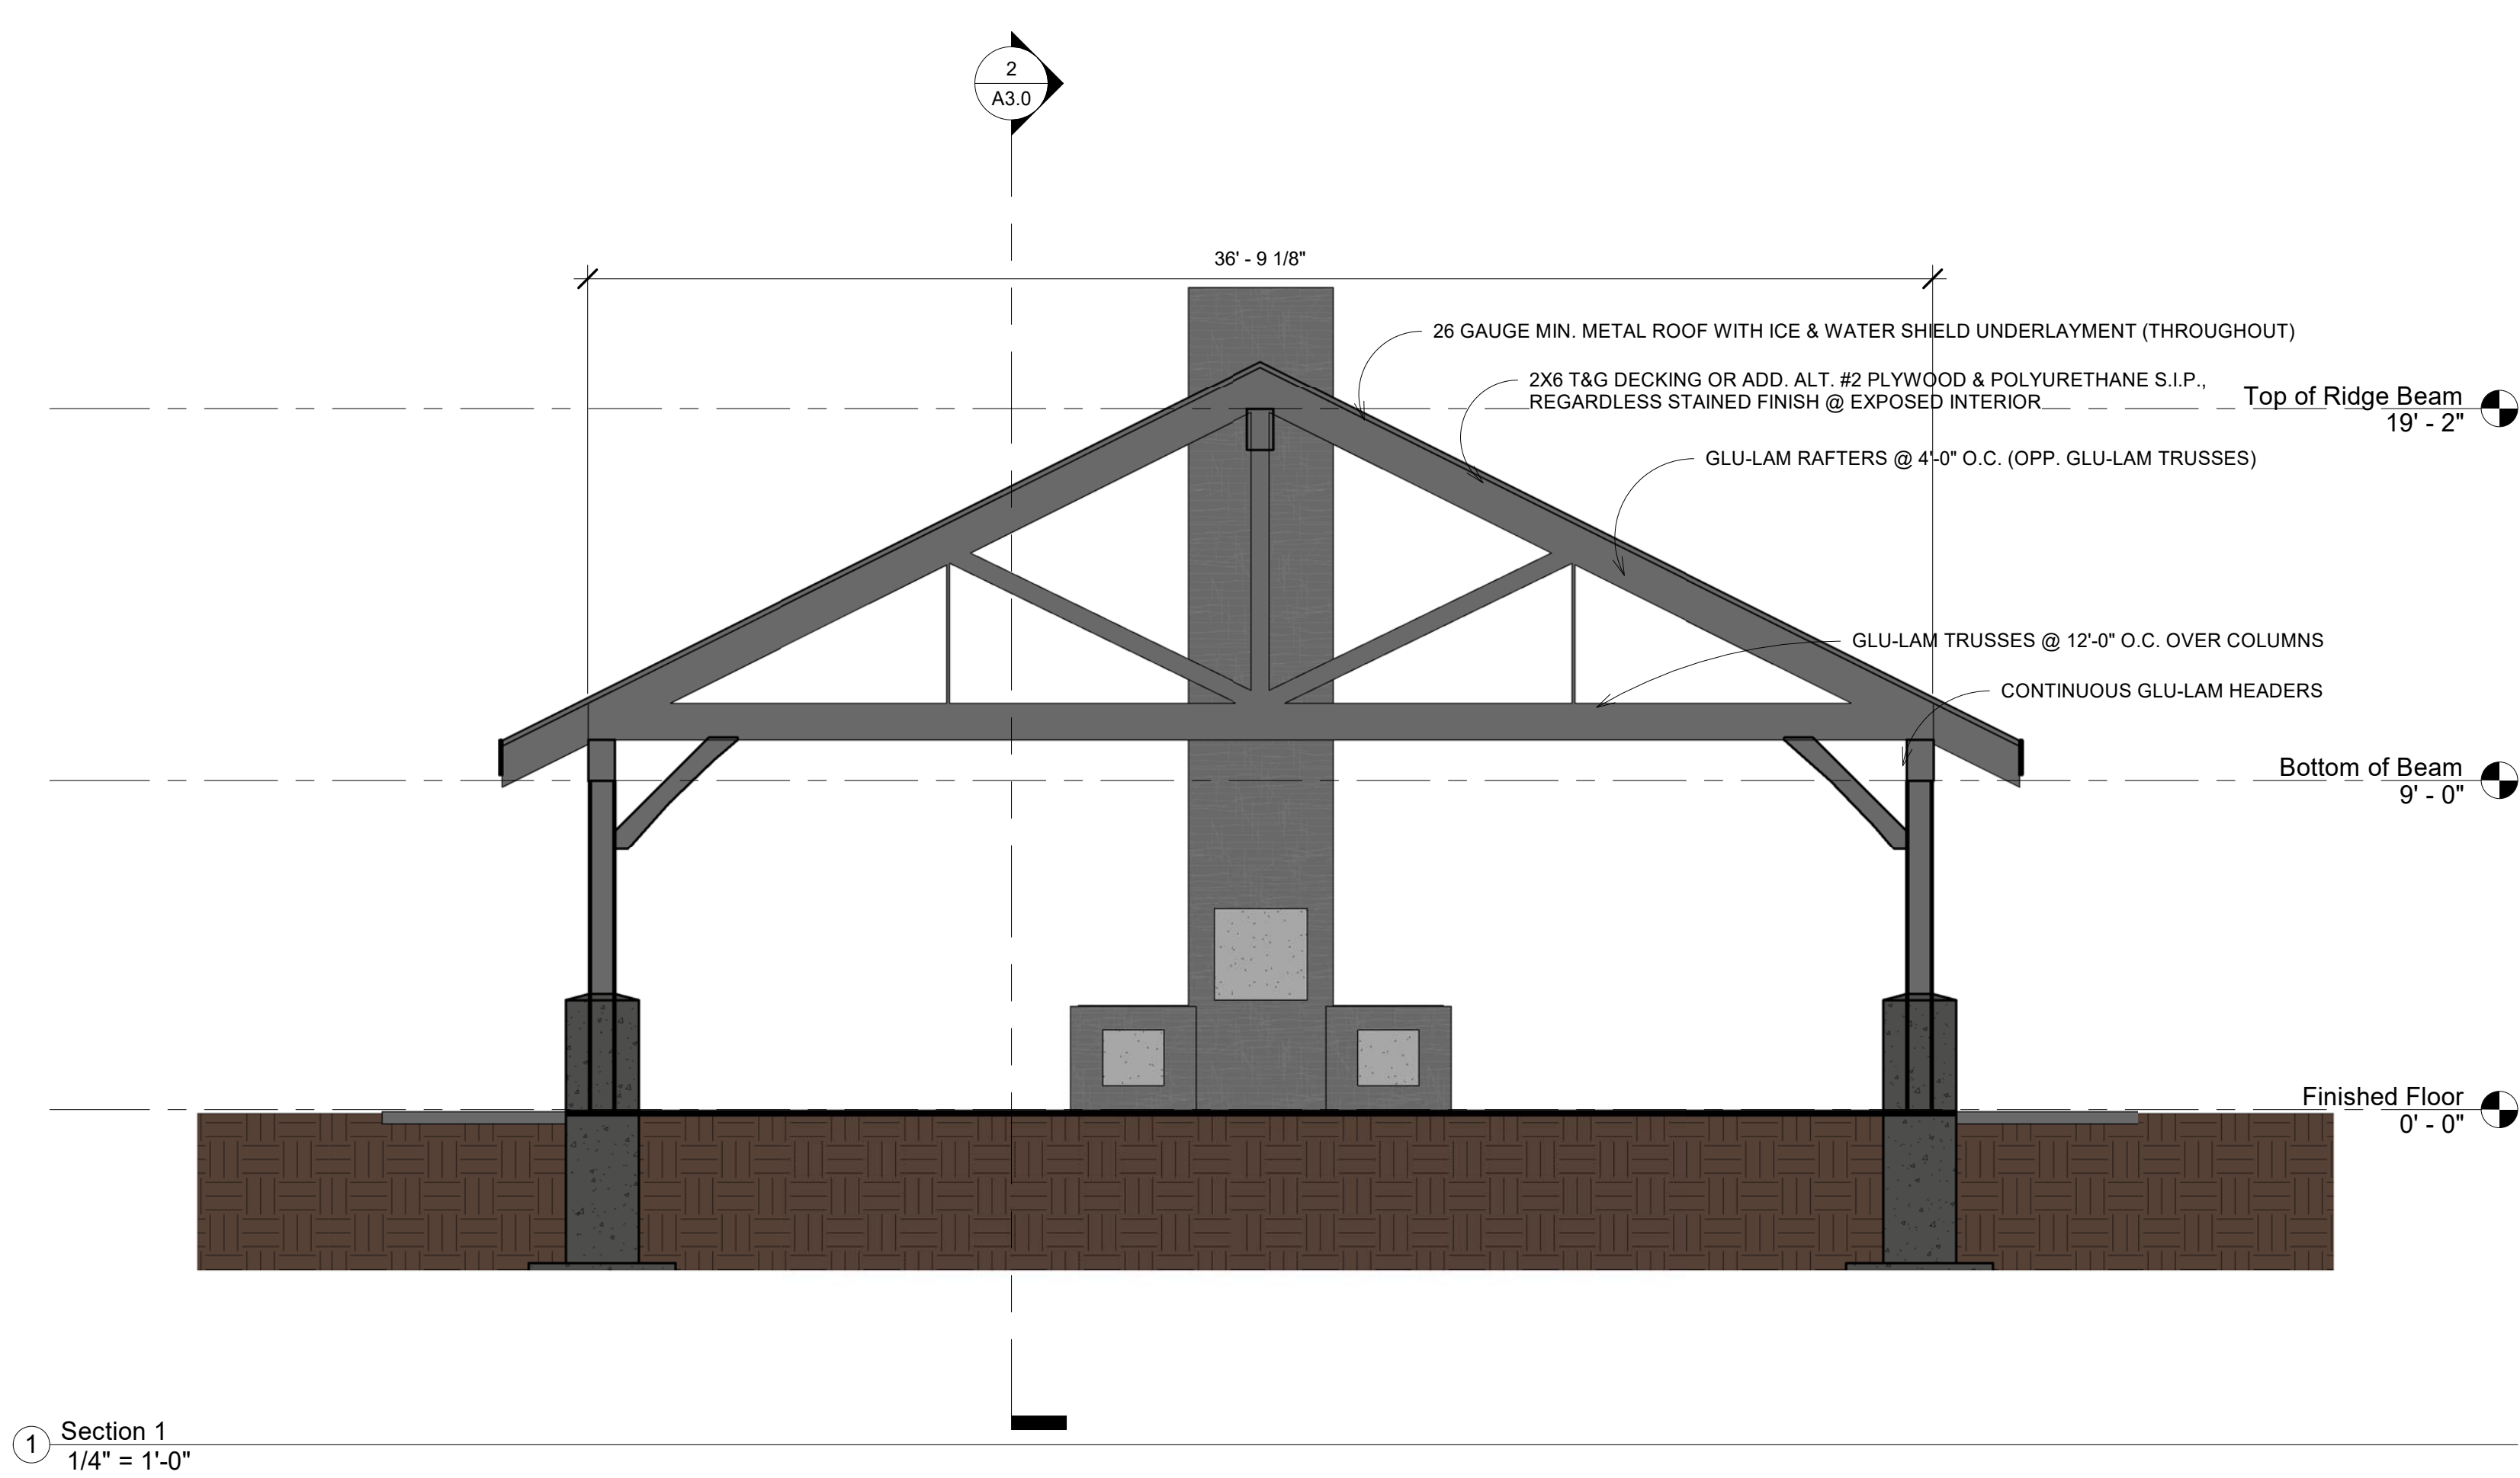 2
A3.0
36' - 9 1/8"
26 GAUGE MIN. METAL ROOF WITH ICE & WATER SHIELD UNDERLAYMENT (THROUGHOUT)
2X6 T&G DECKING OR ADD. ALT. #2 PLYWOOD & POLYURETHANE S.I.P.,
REGARDLESS STAINED FINISH @ EXPOSED INTERIOR
Top of Ridge Beam
19' - 2"
GLU-LAM RAFTERS @ 4'-0" O.C. (OPP. GLU-LAM TRUSSES)
GLU-LAM TRUSSES @ 12'-0" O.C. OVER COLUMNS
CONTINUOUS GLU-LAM HEADERS
Bottom of Beam
9' - 0"
Finished Floor
0' - 0"
1
Section 1
1/4" = 1'-0"